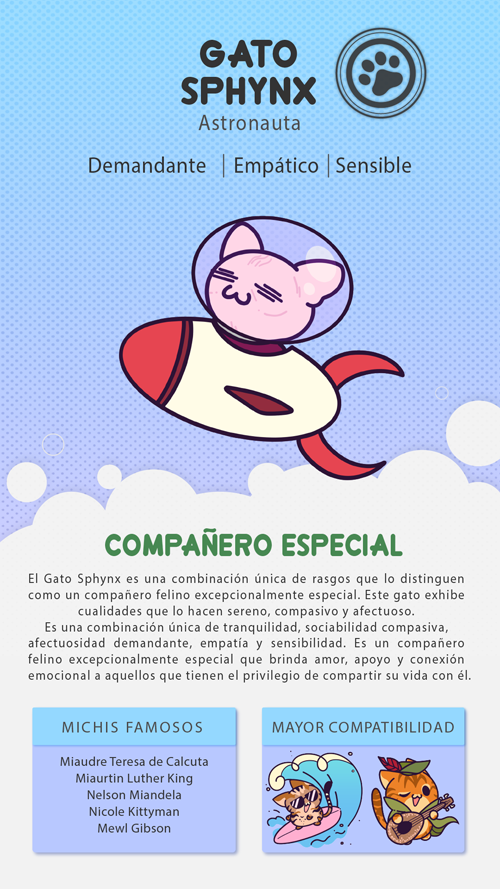 GATO
SPHYNX
Astronauta
Demandante | Empático | Sensible
COMPAÑERO ESPECIAL
El Gato Sphynx es una combinación única de rasgos que lo distinguen
como un compañero felino excepcionalmente especial. Este gato exhibe
cualidades que lo hacen sereno, compasivo y afectuoso.
Es una combinación única de tranquilidad, sociabilidad compasiva,
afectuosidad demandante, empatía y sensibilidad. Es un compañero
felino excepcionalmente especial que brinda amor, apoyo y conexión
emocional a aquellos que tienen el privilegio de compartir su vida con él.
MICHIS FAMOSOS
Miaudre Teresa de Calcuta
Miaurtin Luther King
Nelson Miandela
Nicole Kittyman
Mewl Gibson
MAYOR COMPATIBILIDAD